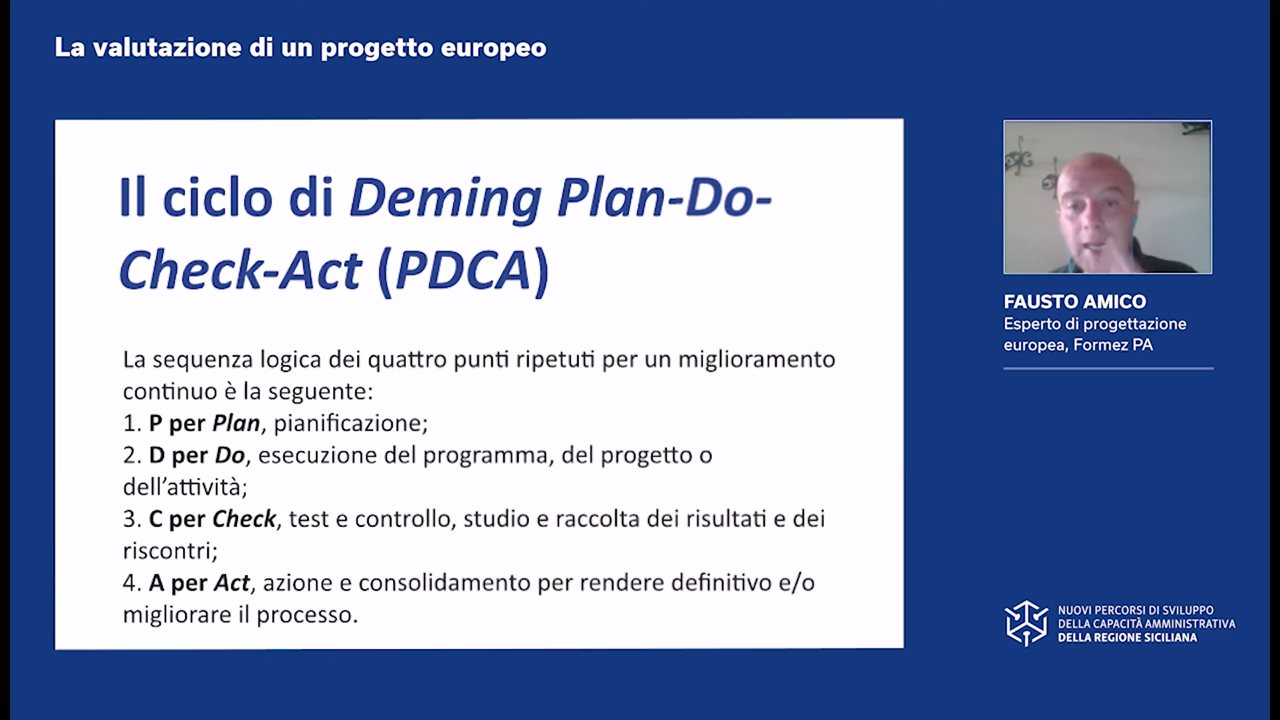 La valutazione di un progetto europeo
Il ciclo di Deming Plan-Do-
Check-Act (PDCA)
La sequenza logica dei quattro punti ripetuti per un miglioramento
continuo è la seguente:
1. P per Plan, pianificazione;
2. D per Do, esecuzione del programma, del progetto o
dell’attività;
3. C per Check, test e controllo, studio e raccolta dei risultati e dei
riscontri;
4. A per Act, azione e consolidamento per rendere definitivo e/o
migliorare il processo.
FAUSTO AMICO
Esperto di progettazione
europea, Formez PA
NUOVI PERCORSI DI SVILUPPO
DELLA CAPACITÀ AMMINISTRATIVA
DELLA REGIONE SICILIANA